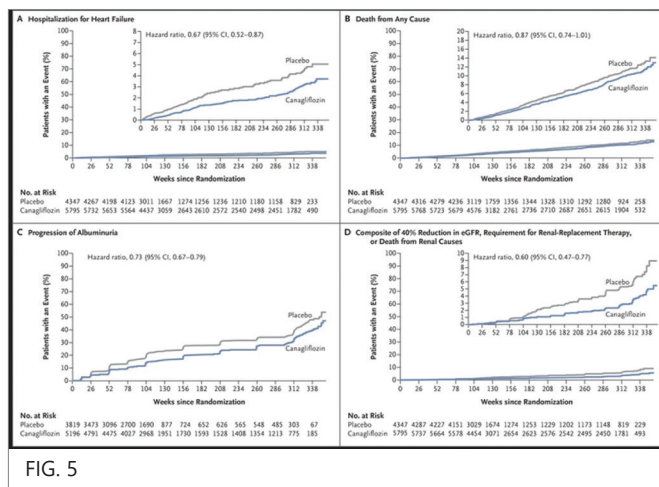 A Hospitalization for Heart Failure
Hazard ratio, 0.67 (95% CI, 0.52–0.87)
Patients with an Event (%)
100
90
80
70
60
50
40
30
20
10
0
8
7
6
5
4
3
2
1
0
Placebo
Canagliflozin
0 26 52 78 104 130 156 182 208 234 260 286 312 338
0 26 52 78 104 130 156 182 208 234 260 286 312 338
Weeks since Randomization
No. at Risk
Placebo 4347 4267 4198 4123 3011 1667 1274 1256 1236 1210 1180 1158 829 233
Canagliflozin 5795 5732 5653 5564 4437 3059 2643 2610 2572 2540 2498 2451 1782 490
B Death from Any Cause
Hazard ratio, 0.87 (95% CI, 0.74–1.01)
Patients with an Event (%)
100
90
80
70
60
50
40
30
20
10
0
20
18
16
14
12
10
8
6
4
2
0
Placebo
Canagliflozin
0 26 52 78 104 130 156 182 208 234 260 286 312 338
0 26 52 78 104 130 156 182 208 234 260 286 312 338
Weeks since Randomization
No. at Risk
Placebo 4347 4316 4279 4236 3119 1759 1356 1344 1328 1310 1292 1280 924 258
Canagliflozin 5795 5768 5723 5679 4576 3182 2761 2736 2710 2687 2651 2615 1904 532
C Progression of Albuminuria
Hazard ratio, 0.73 (95% CI, 0.67–0.79)
Patients with an Event (%)
100
90
80
70
60
50
40
30
20
10
0
Placebo
Canagliflozin
0 26 52 78 104 130 156 182 208 234 260 286 312 338
Weeks since Randomization
No. at Risk
Placebo 3819 3473 3096 2700 1690 877 724 652 626 565 548 485 303 67
Canagliflozin 5196 4791 4475 4027 2968 1951 1730 1593 1528 1408 1354 1213 775 185
D Composite of 40% Reduction in eGFR, Requirement for Renal-Replacement Therapy,
or Death from Renal Causes
Hazard ratio, 0.60 (95% CI, 0.47–0.77)
Patients with an Event (%)
100
90
80
70
60
50
40
30
20
10
0
10
9
8
7
6
5
4
3
2
1
0
Placebo
Canagliflozin
0 26 52 78 104 130 156 182 208 234 260 286 312 338
0 26 52 78 104 130 156 182 208 234 260 286 312 338
Weeks since Randomization
No. at Risk
Placebo 4347 4287 4227 4151 3029 1674 1274 1253 1229 1202 1173 1148 819 229
Canagliflozin 5795 5737 5664 5578 4454 3071 2654 2623 2576 2542 2495 2450 1781 493
FIG. 5